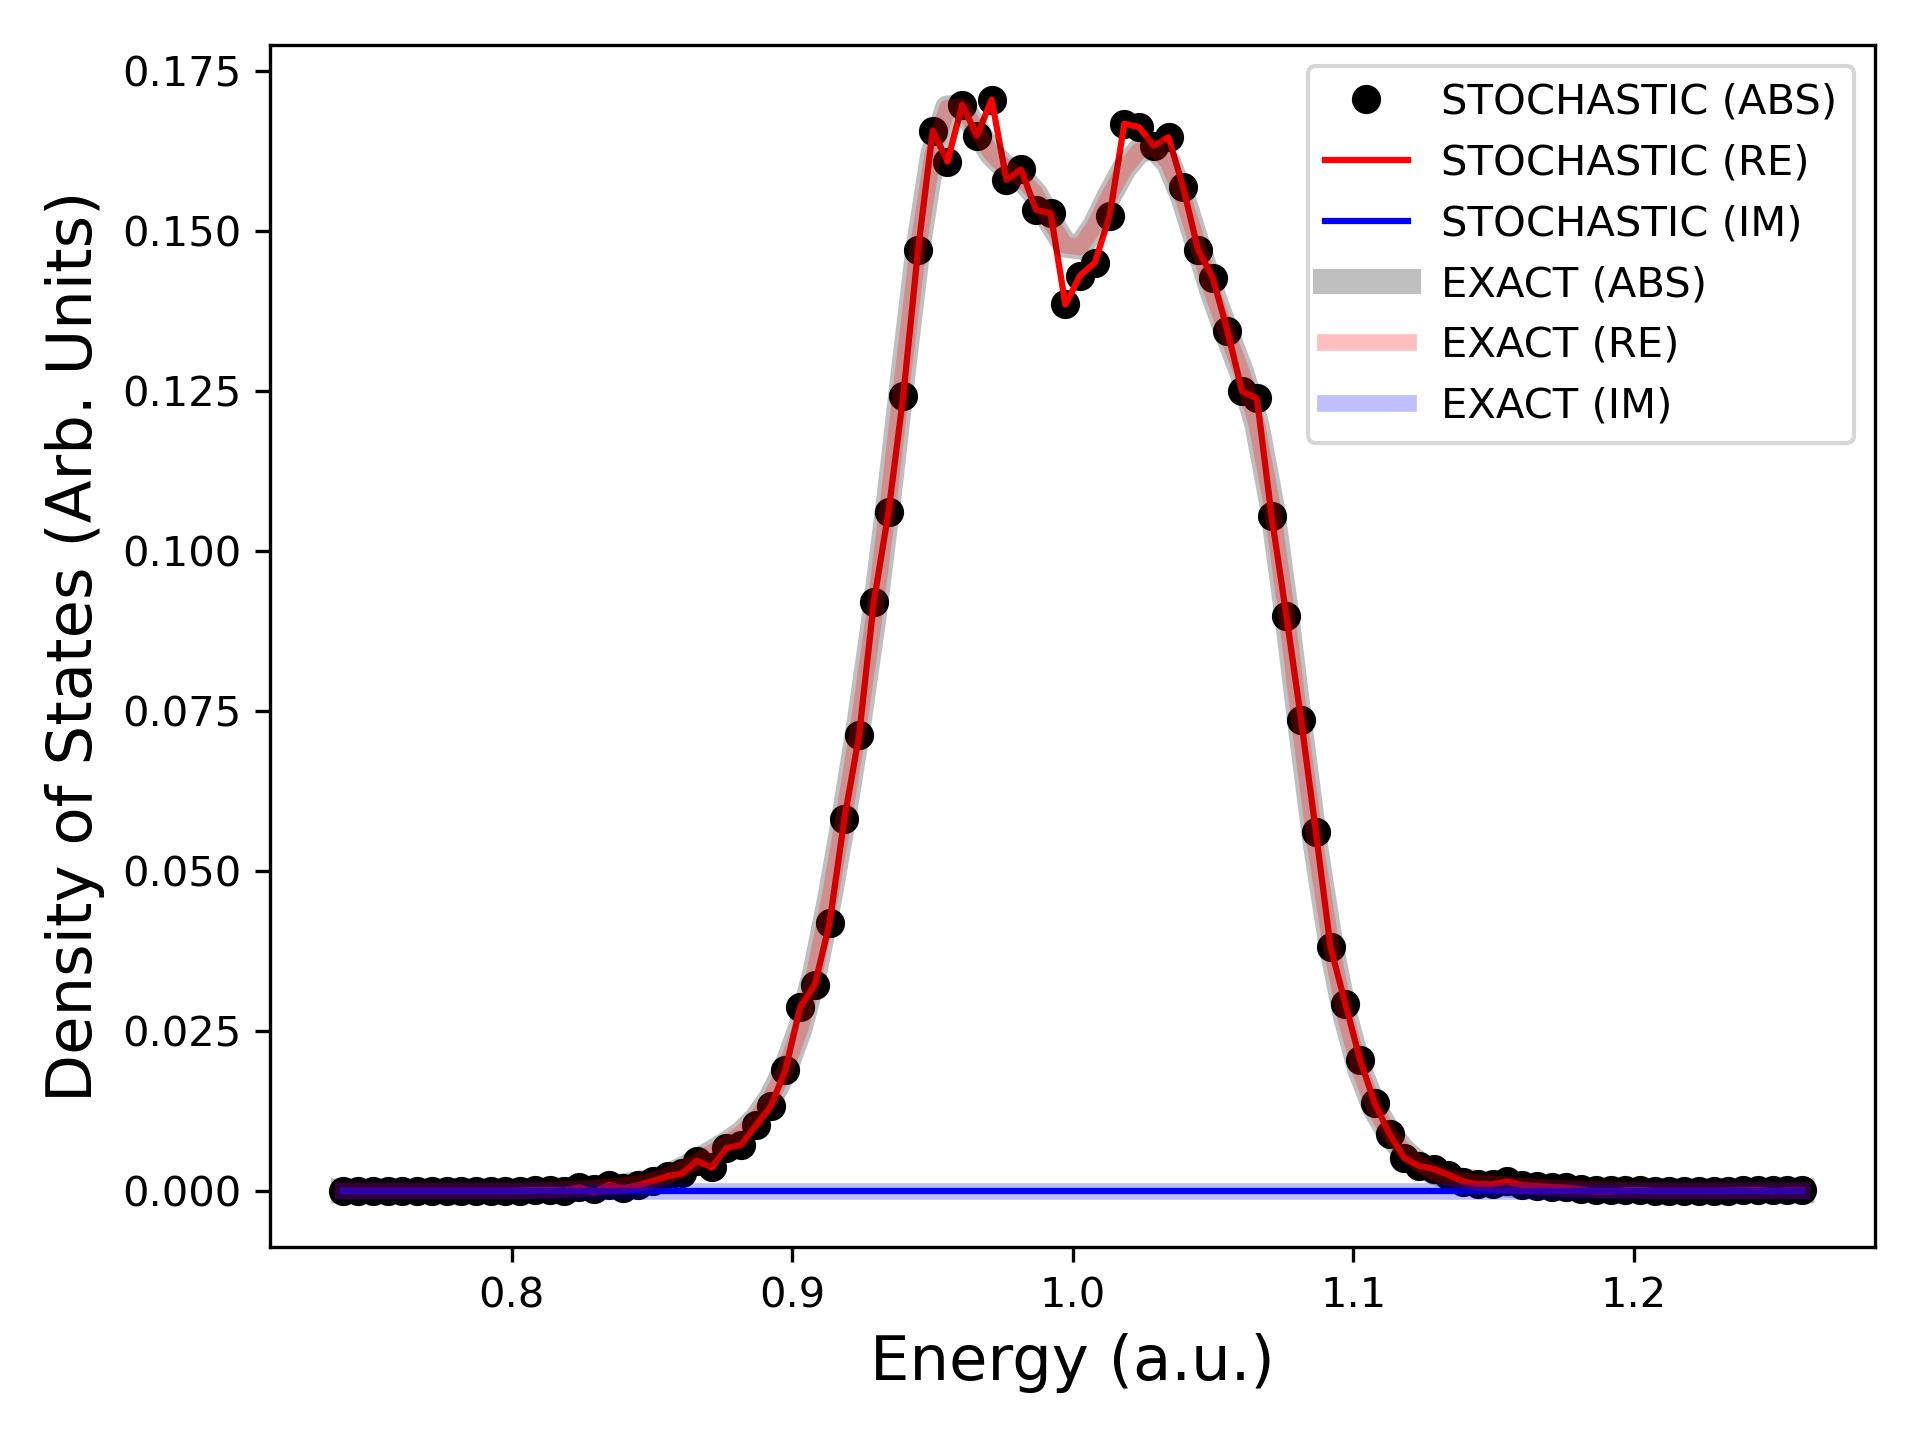 0.175
0.150
0.125
0.100
0.075
0.050
0.025
0.000
Density of States (Arb. Units)
STOCHASTIC (ABS)
STOCHASTIC (RE)
STOCHASTIC (IM)
EXACT (ABS)
EXACT (RE)
EXACT (IM)
0.8 0.9 1.0 1.1 1.2
Energy (a.u.)